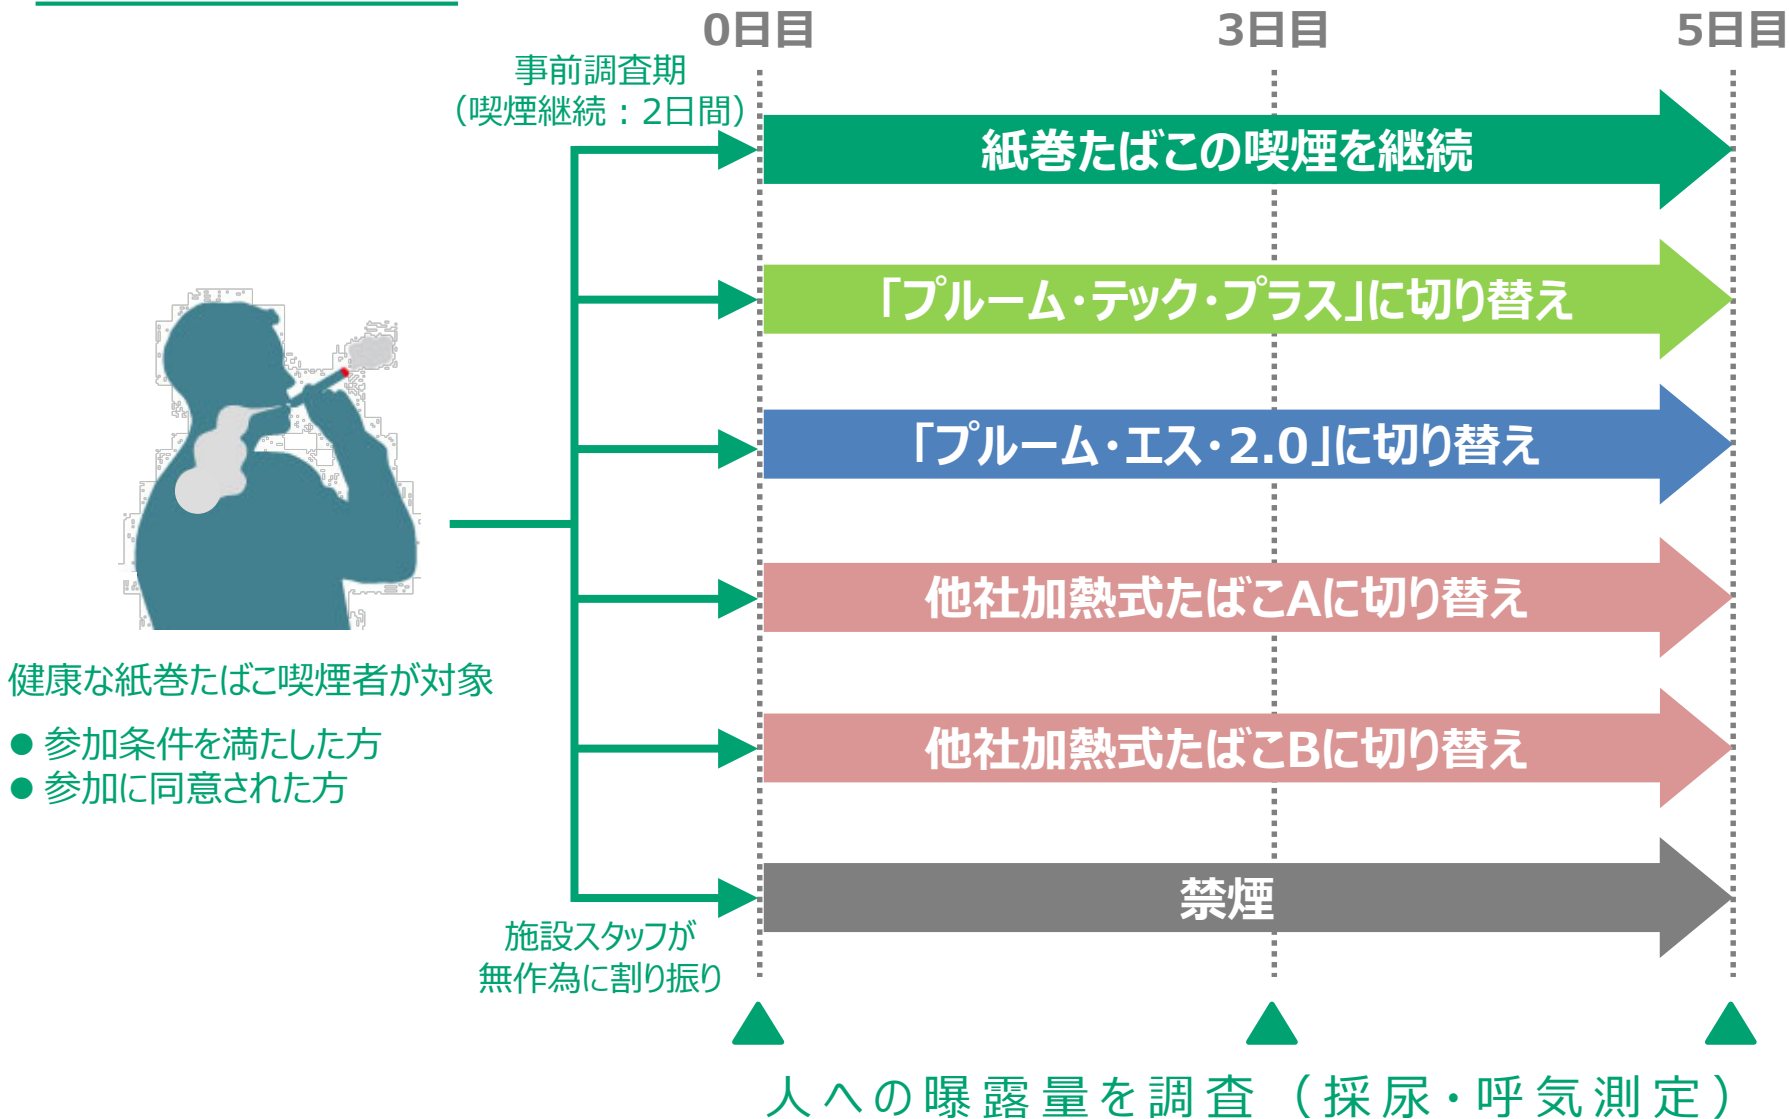 0日目
3日目
5日目
事前調査期
（喫煙継続：2日間）
紙巻たばこの喫煙を継続
「プルーム・テック・プラス」に切り替え
「プルーム・エス・2.0」に切り替え
他社加熱式たばこAに切り替え
他社加熱式たばこBに切り替え
禁煙
健康な紙巻たばこ喫煙者が対象
● 参加条件を満たした方
● 参加に同意された方
施設スタッフが
無作為に割り振り
人への曝露量を調査（採尿・呼気測定）